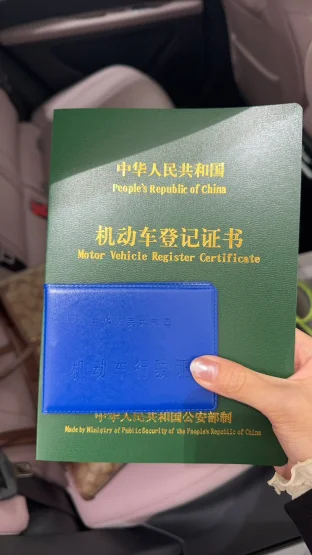 中华人民共和国
People's Republic of China
机动车登记证书
Motor Vehicle Register Certificate
机动车行驶证
中华人民共和国公安部制
Made by Ministry of Public Security of the People's Republic of China